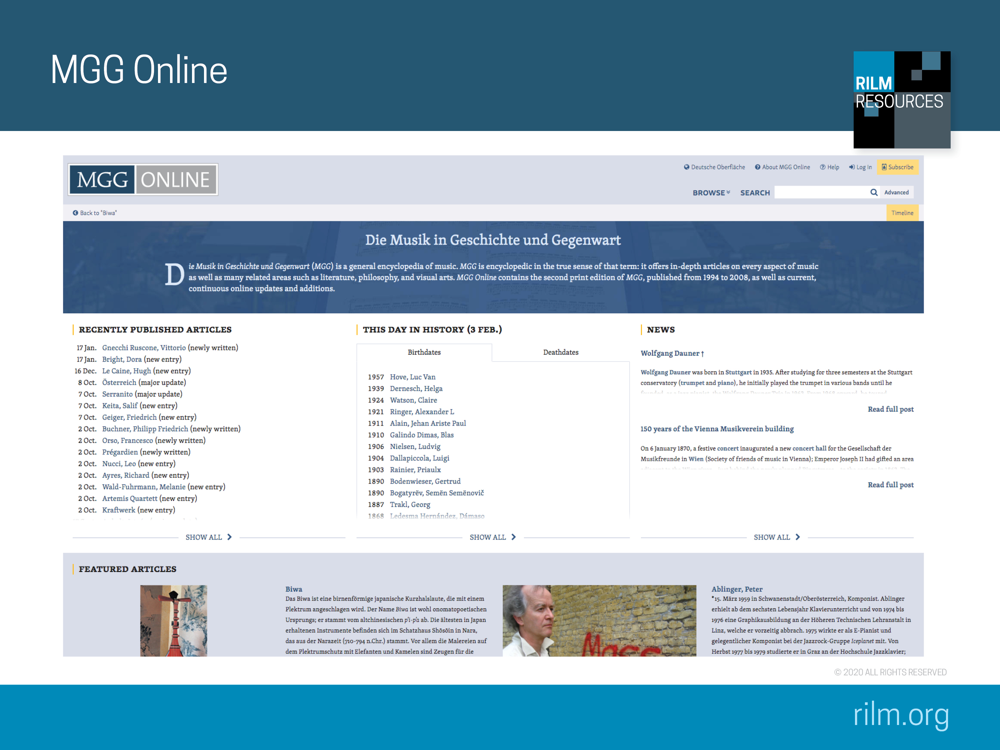 MGG Online
RILM
RESOURCES
MGG ONLINE
Deutsche Oberfläche About MGG Online Help Log In Subscribe
BROWSE SEARCH Advanced
Back to "Biwa" Timeline
Die Musik in Geschichte und Gegenwart
Die Musik in Geschichte und Gegenwart (MGG) is a general encyclopedia of music. MGG is encyclopedic in the true sense of that term: it offers in-depth articles on every aspect of music
as well as many related areas such as literature, philosophy, and visual arts. MGG Online contains the second print edition of MGG, published from 1994 to 2008, as well as current,
continuous online updates and additions.
RECENTLY PUBLISHED ARTICLES
17 Jan. Gnecchi Ruscone, Vittorio (newly written)
17 Jan. Bright, Dora (new entry)
16 Dec. Le Caine, Hugh (new entry)
8 Oct. Österreich (major update)
7 Oct. Serranito (major update)
7 Oct. Keita, Salif (new entry)
7 Oct. Geiger, Friedrich (new entry)
2 Oct. Buchner, Philipp Friedrich (newly written)
2 Oct. Orso, Francesco (newly written)
2 Oct. Prégardien (newly written)
2 Oct. Nucci, Leo (new entry)
2 Oct. Ayres, Richard (new entry)
2 Oct. Wald-Fuhrmann, Melanie (new entry)
2 Oct. Artemis Quartett (new entry)
2 Oct. Kraftwerk (new entry)
SHOW ALL
THIS DAY IN HISTORY (3 FEB.)
Birthdates Deathdates
1957 Hove, Luc Van
1939 Dernesch, Helga
1924 Watson, Claire
1921 Ringer, Alexander L
1911 Alain, Jehan Ariste Paul
1910 Galindo Dimas, Blas
1906 Nielsen, Ludvig
1904 Dallapiccola, Luigi
1903 Rainier, Priaulx
1890 Bodenwieser, Gertrud
1890 Bogatyrëv, Semën Semënovič
1887 Trakl, Georg
1868 Ledesma Hernández, Dámaso
SHOW ALL
NEWS
Wolfgang Dauner †
Wolfgang Dauner was born in Stuttgart in 1935. After studying for three semesters at the Stuttgart
conservatory (trumpet and piano), he initially played the trumpet in various bands until he
founded, as a jazz pianist, the Wolfgang Dauner Trio in 1963. From 1968 onward, he toured
Read full post
150 years of the Vienna Musikverein building
On 6 January 1870, a festive concert inaugurated a new concert hall for the Gesellschaft der
Musikfreunde in Wien (Society of friends of music in Vienna); Emperor Joseph II had gifted an area
Read full post
SHOW ALL
FEATURED ARTICLES
Biwa
Das Biwa ist eine birnenförmige japanische Kurzhalslaute, die mit einem
Plektrum angeschlagen wird. Der Name Biwa ist wohl onomatopoetischen
Ursprungs; er stammt vom altchinesischen p'i-p'a ab. Die ältesten in Japan
erhaltenen Instrumente befinden sich im Schatzhaus Shōsōin in Nara,
das aus der Narazeit (710-794 n.Chr.) stammt. Vor allem die Malereien auf
dem Plektrumschutz mit Elefanten und Kamelen sind Zeugen für die
Ablinger, Peter
*15. März 1959 in Schwanenstadt/Oberösterreich, Komponist. Ablinger
erhielt ab dem sechsten Lebensjahr Klavierunterricht und von 1974 bis
1976 eine Graphikausbildung an der Höheren Technischen Lehranstalt in
Linz, welche er vorzeitig abbrach. 1975 wirkte er als E-Pianist und
gelegentlicher Komponist bei der Jazzrock-Gruppe Iceplanet mit. Von
Herbst 1977 bis 1979 studierte er in Graz an der Hochschule Jazzklavier;
© 2020 ALL RIGHTS RESERVED
rilm.org